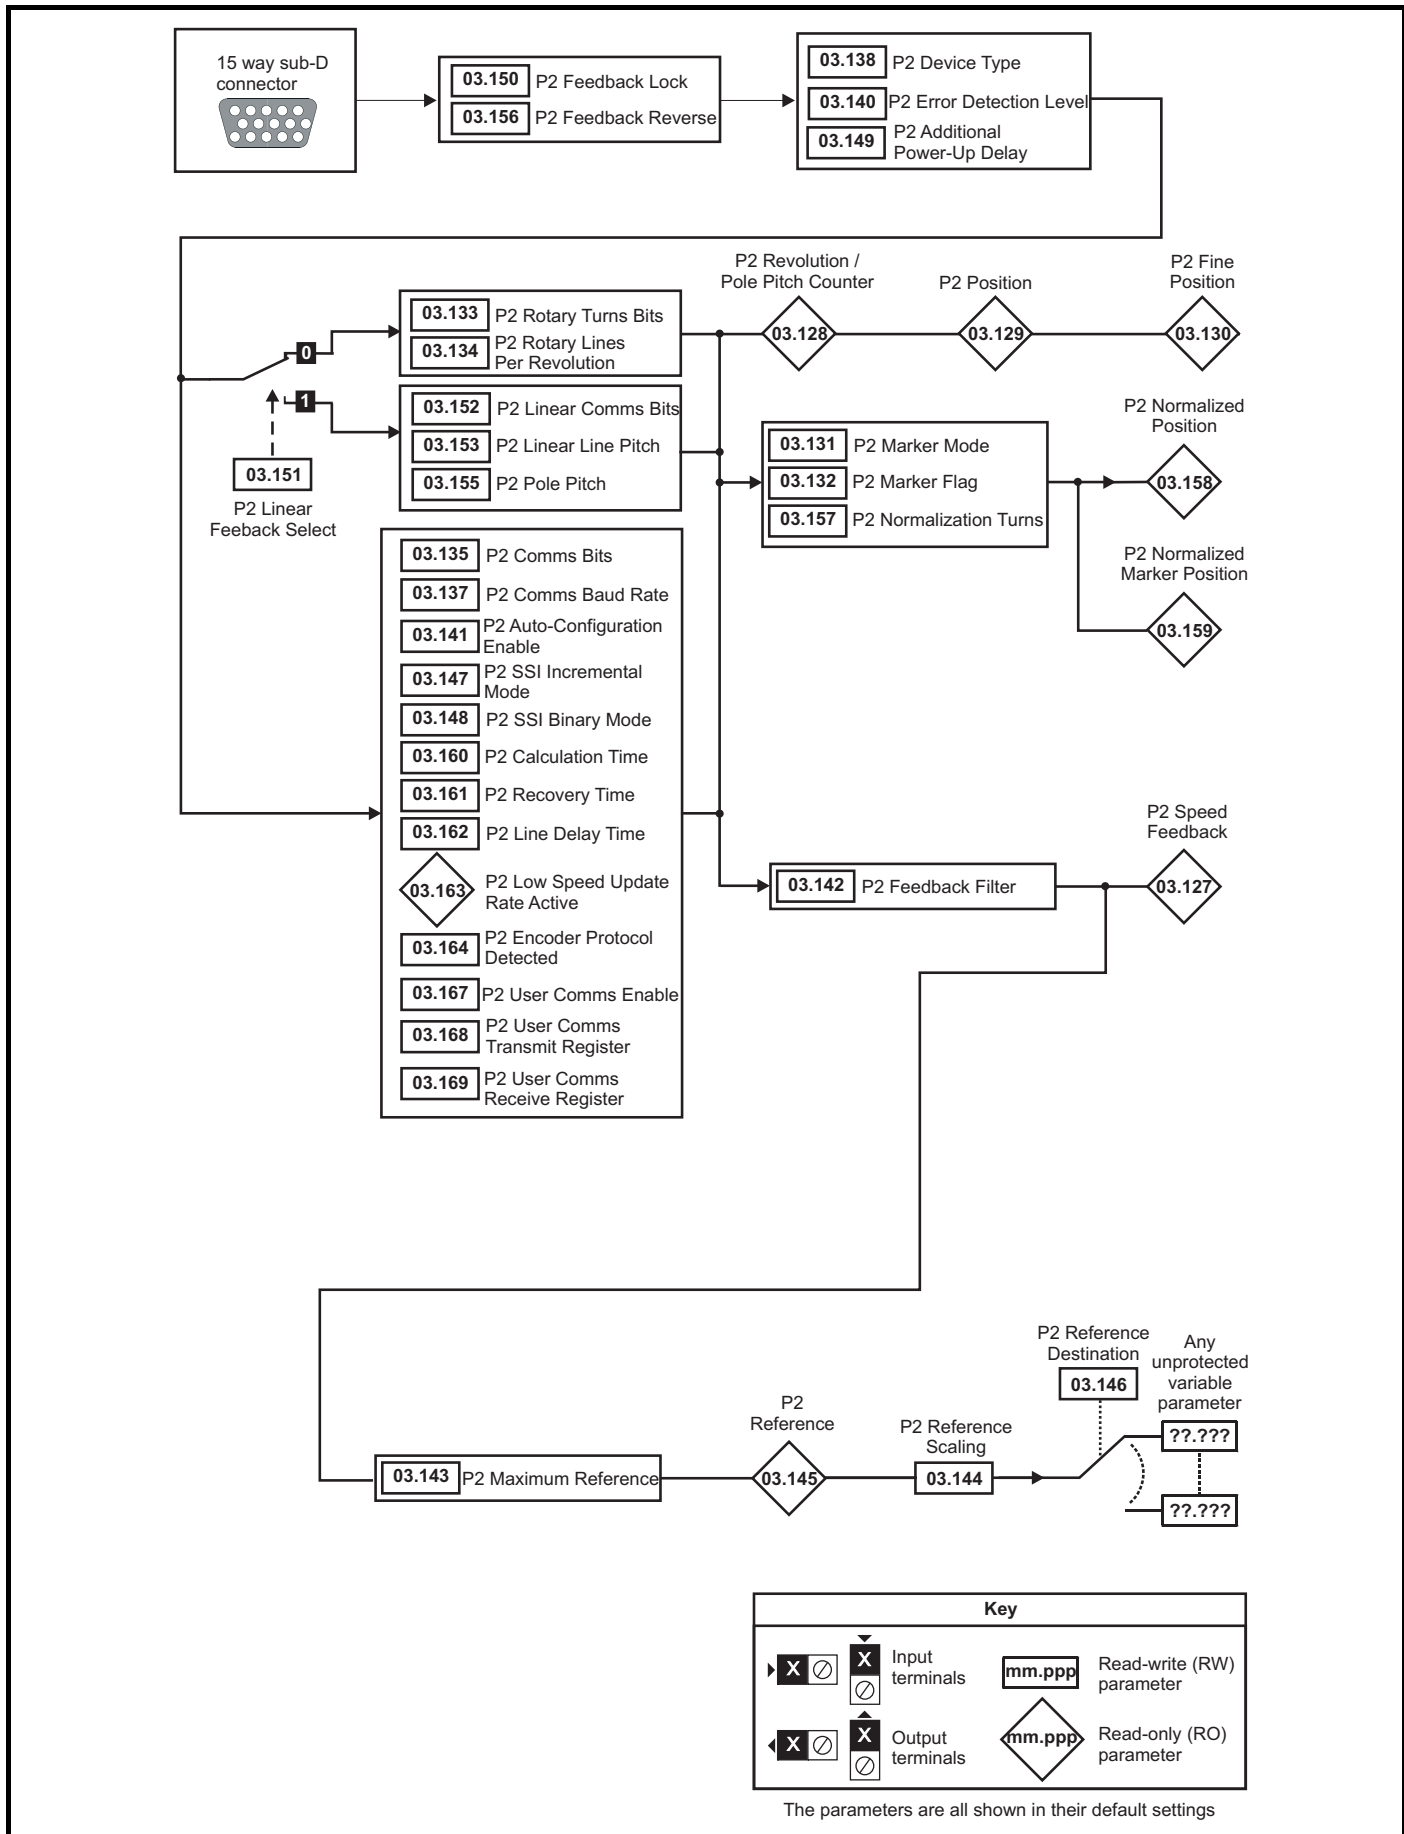 15 way sub-D
connector
03.150 P2 Feedback Lock
03.156 P2 Feedback Reverse
03.138 P2 Device Type
03.140 P2 Error Detection Level
03.149 P2 Additional
Power-Up Delay
P2 Revolution /
Pole Pitch Counter
03.128
P2 Position
03.129
P2 Fine
Position
03.130
03.133 P2 Rotary Turns Bits
03.134 P2 Rotary Lines
Per Revolution
0
1
03.151
P2 Linear
Feeback Select
03.152 P2 Linear Comms Bits
03.153 P2 Linear Line Pitch
03.155 P2 Pole Pitch
03.131 P2 Marker Mode
03.132 P2 Marker Flag
03.157 P2 Normalization Turns
P2 Normalized
Position
03.158
P2 Normalized
Marker Position
03.159
03.135 P2 Comms Bits
03.137 P2 Comms Baud Rate
03.141 P2 Auto-Configuration
Enable
03.147 P2 SSI Incremental
Mode
03.148 P2 SSI Binary Mode
03.160 P2 Calculation Time
03.161 P2 Recovery Time
03.162 P2 Line Delay Time
03.163 P2 Low Speed Update
Rate Active
03.164 P2 Encoder Protocol
Detected
03.167 P2 User Comms Enable
03.168 P2 User Comms
Transmit Register
03.169 P2 User Comms
Receive Register
03.142 P2 Feedback Filter
P2 Speed
Feedback
03.127
03.143 P2 Maximum Reference
P2
Reference
03.145
P2 Reference
Scaling
03.144
P2 Reference
Destination
03.146
Any
unprotected
variable
parameter
??.???
??.???
Key
X
X
Input
terminals
mm.ppp
Read-write (RW)
parameter
X
X
Output
terminals
mm.ppp
Read-only (RO)
parameter
The parameters are all shown in their default settings